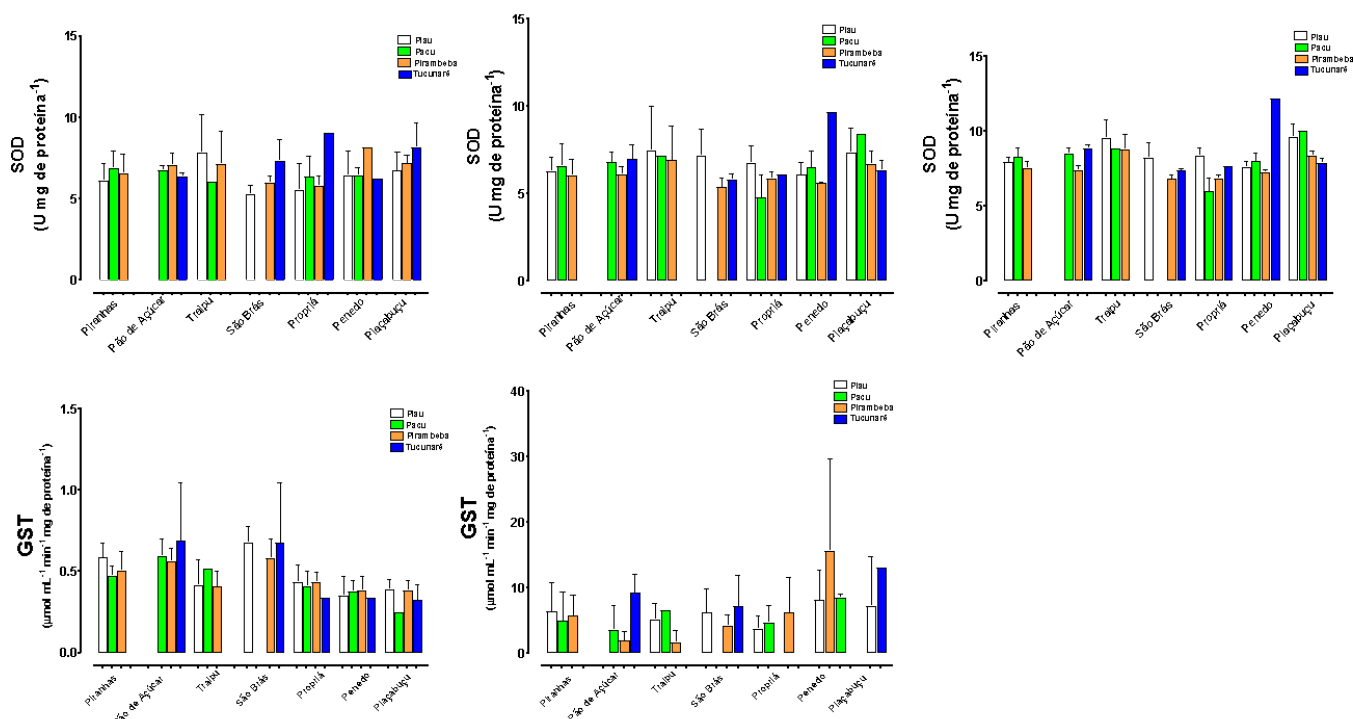 15
10
5
0
SOD
(U mg de proteína⁻¹)
Piau
Pacu
Pirambeba
Tucunaré
Piranhas
Pão de Açúcar
Traipu
São Brás
Propriá
Penedo
Piaçabuçu
15
10
5
0
SOD
(U mg de proteína⁻¹)
Piau
Pacu
Pirambeba
Tucunaré
Piranhas
Pão de Açúcar
Traipu
São Brás
Propriá
Penedo
Piaçabuçu
15
10
5
0
SOD
(U mg de proteína⁻¹)
Piau
Pacu
Pirambeba
Tucunaré
Piranhas
Pão de Açúcar
Traipu
São Brás
Propriá
Penedo
Piaçabuçu
1.5
1.0
0.5
0.0
GST
(µmol mL⁻¹ min⁻¹ mg de proteína⁻¹)
Piau
Pacu
Pirambeba
Tucunaré
Piranhas
ão de Açúcar
Traipu
São Brás
Propriá
Penedo
Piaçabuçu
40
30
20
10
0
GST
(µmol mL⁻¹ min⁻¹ mg de proteína⁻¹)
Piau
Pacu
Pirambeba
Tucunaré
Piranhas
Pão de Açúcar
Traipu
São Brás
Propriá
Penedo
Piaçabuçu